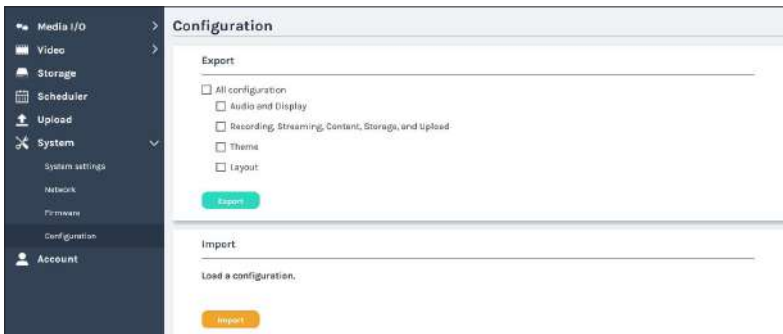 Media I/O
Video
Storage
Scheduler
Upload
System
System settings
Network
Firmware
Configuration
Account
Configuration
Export
All configuration
Audio and Display
Recording, Streaming, Content, Storage, and Upload
Theme
Layout
Export
Import
Load a configuration.
Import